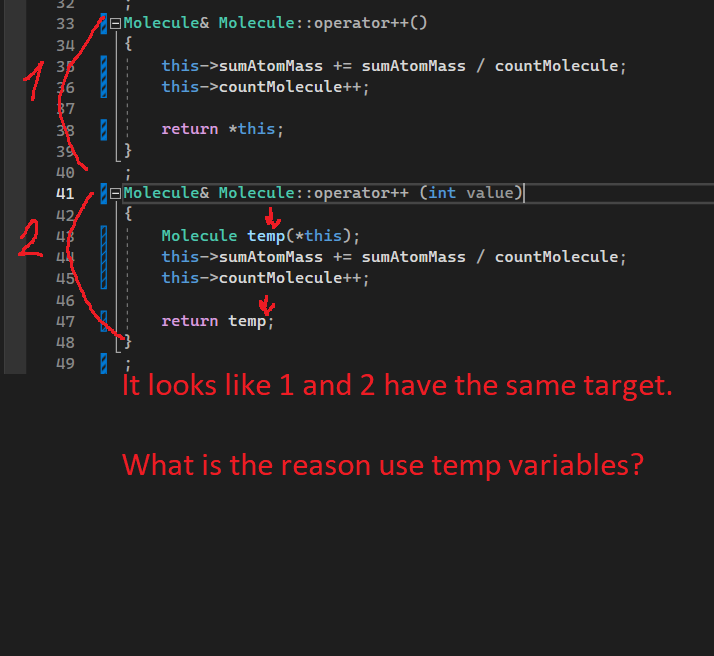 32 ;
33 Molecule& Molecule::operator++()
34 {
35 this->sumAtomMass += sumAtomMass / countMolecule;
36 this->countMolecule++;
37
38 return *this;
39 }
40 ;
41 Molecule& Molecule::operator++ (int value)
42 {
43 Molecule temp(*this);
44 this->sumAtomMass += sumAtomMass / countMolecule;
45 this->countMolecule++;
46
47 return temp;
48 }
49 ;
1
2
It looks like 1 and 2 have the same target.
What is the reason use temp variables?